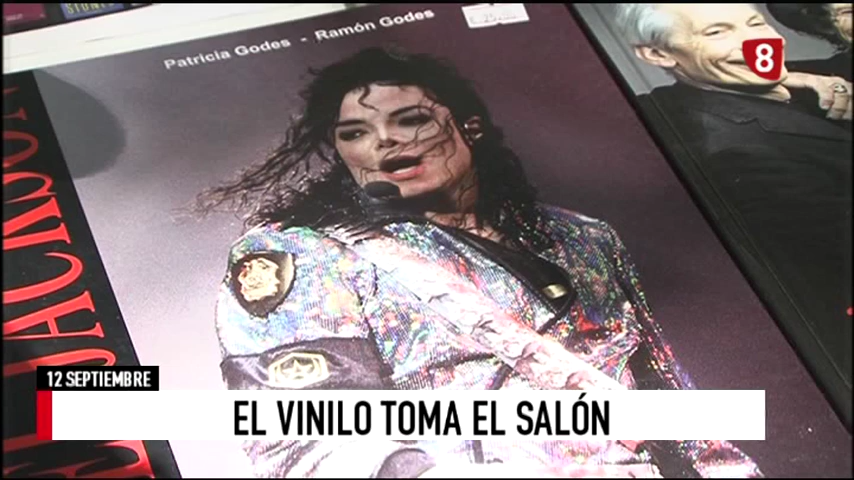 Patricia Godes - Ramón Godes
8
JACKSON
12 SEPTIEMBRE
EL VINILO TOMA EL SALÓN